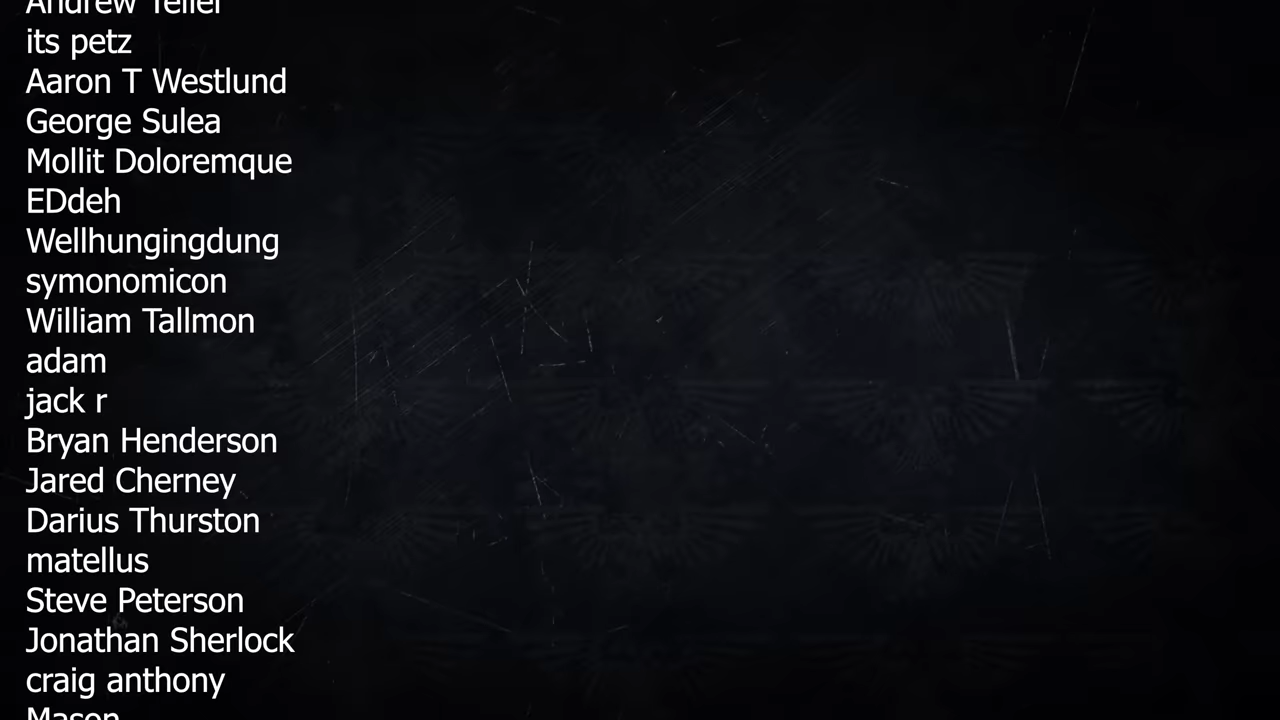 its petz
Aaron T Westlund
George Sulea
Mollit Doloremque
EDdeh
Wellhungingdung
symonomicon
William Tallmon
adam
jack r
Bryan Henderson
Jared Cherney
Darius Thurston
matellus
Steve Peterson
Jonathan Sherlock
craig anthony
Mason